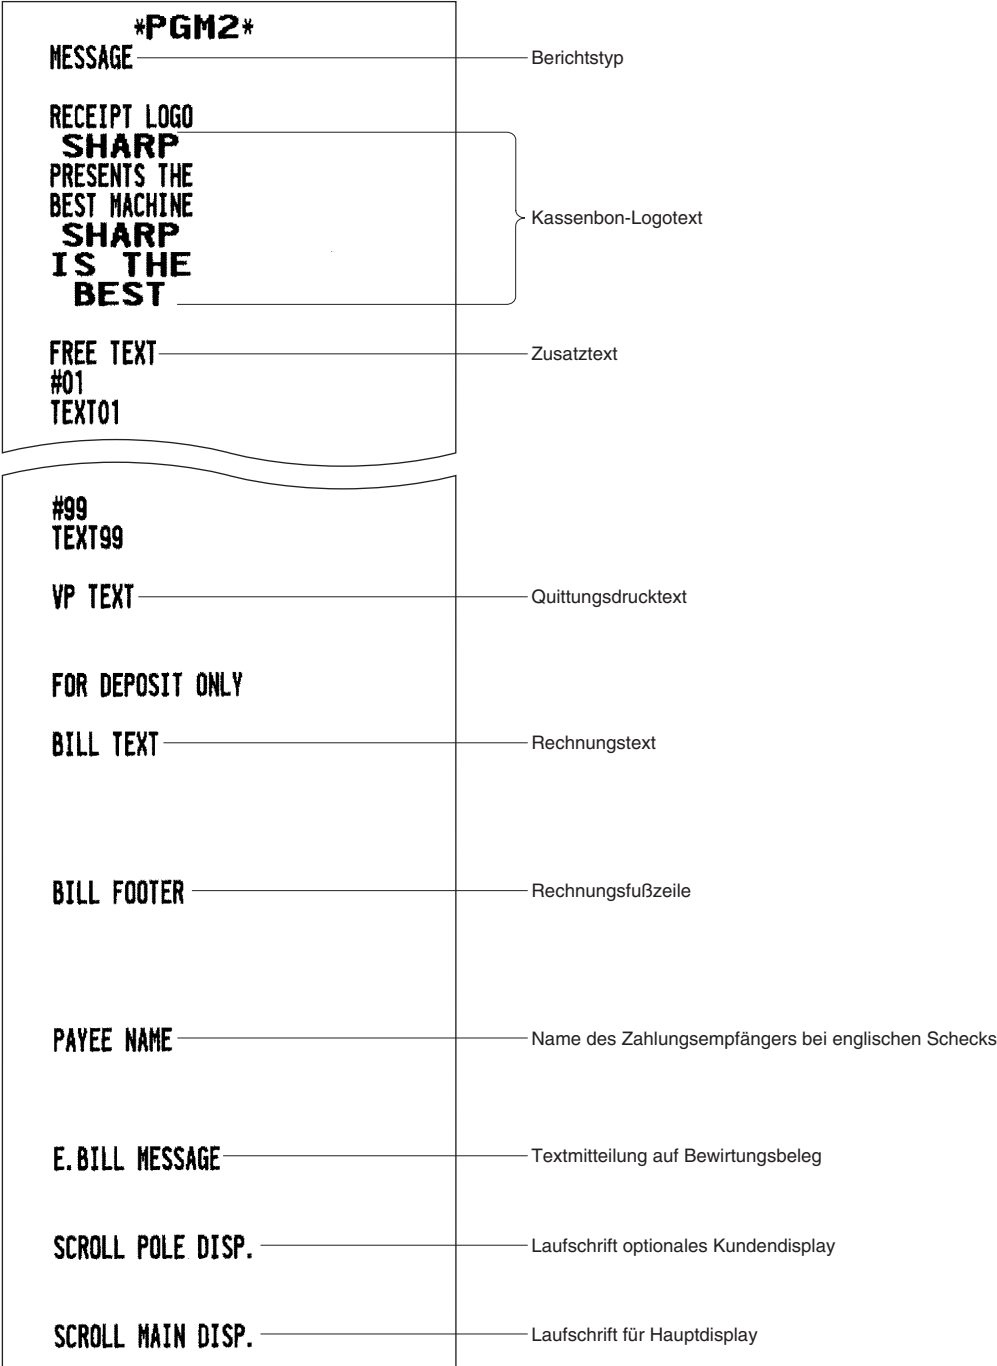 *PGM2*
MESSAGE
Berichtstyp
RECEIPT LOGO
SHARP
PRESENTS THE
BEST MACHINE
SHARP
IS THE
BEST
Kassenbon-Logotext
FREE TEXT
Zusatztext
#01
TEXT01
#99
TEXT99
VP TEXT
Quittungsdrucktext
FOR DEPOSIT ONLY
BILL TEXT
Rechnungstext
BILL FOOTER
Rechnungsfußzeile
PAYEE NAME
Name des Zahlungsempfängers bei englischen Schecks
E.BILL MESSAGE
Textmitteilung auf Bewirtungsbeleg
SCROLL POLE DISP.
Laufschrift optionales Kundendisplay
SCROLL MAIN DISP.
Laufschrift für Hauptdisplay